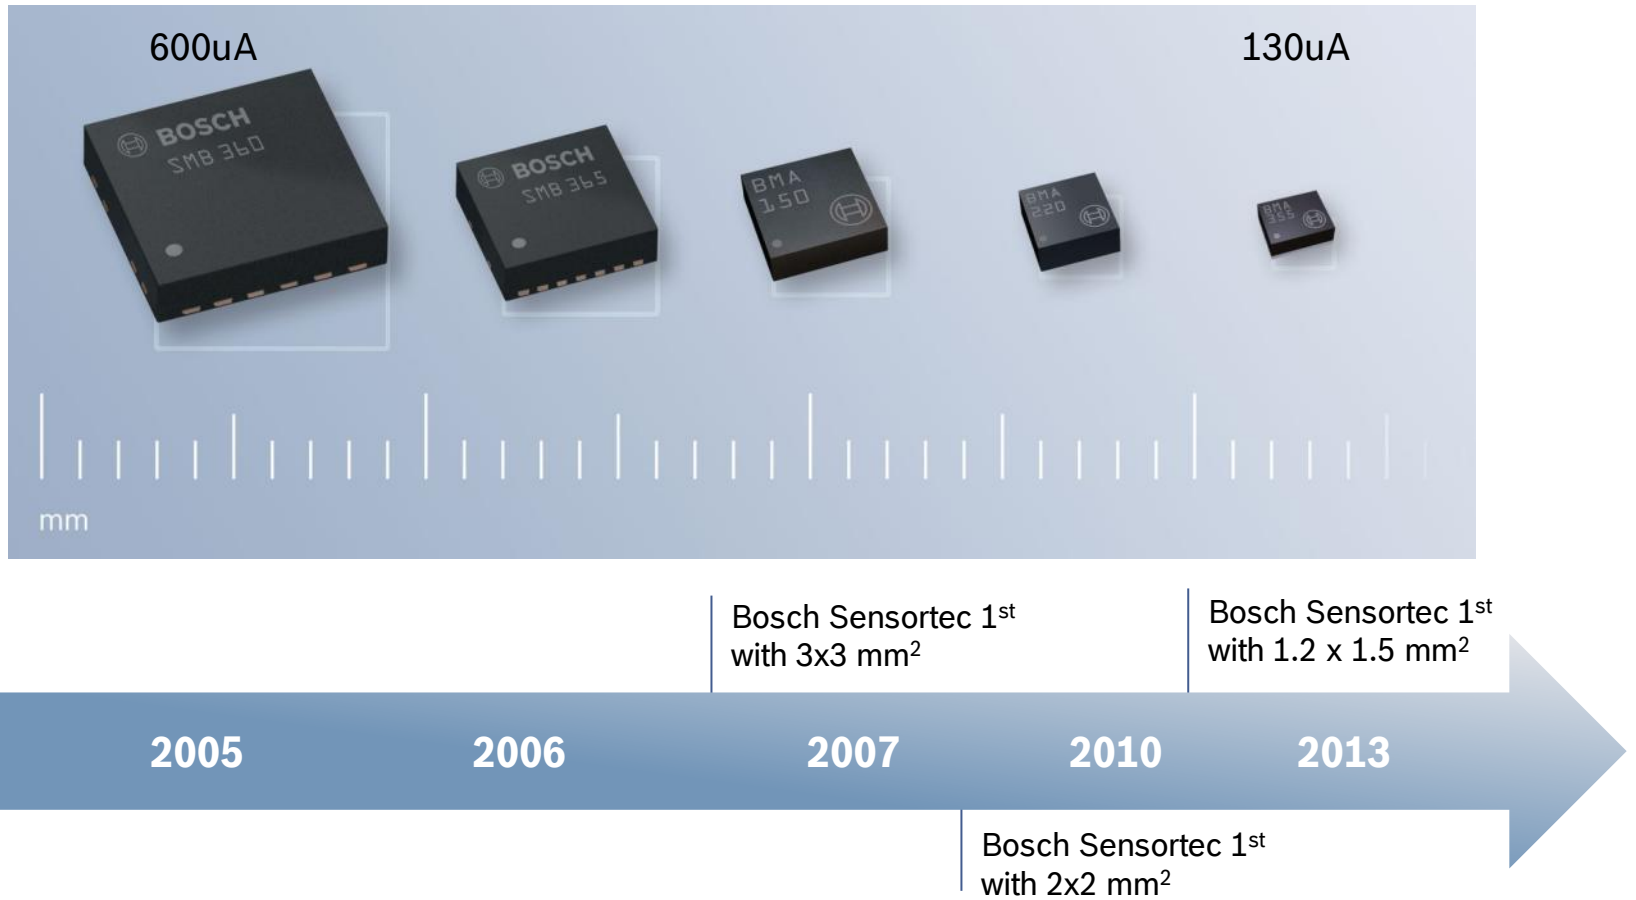 600uA
130uA
BOSCH
SMB 360
BOSCH
SMB 365
BMA
150
BMA
220
BMA
355
mm
Bosch Sensortec 1st
with 3x3 mm²
Bosch Sensortec 1st
with 1.2 x 1.5 mm²
2005
2006
2007
2010
2013
Bosch Sensortec 1st
with 2x2 mm²